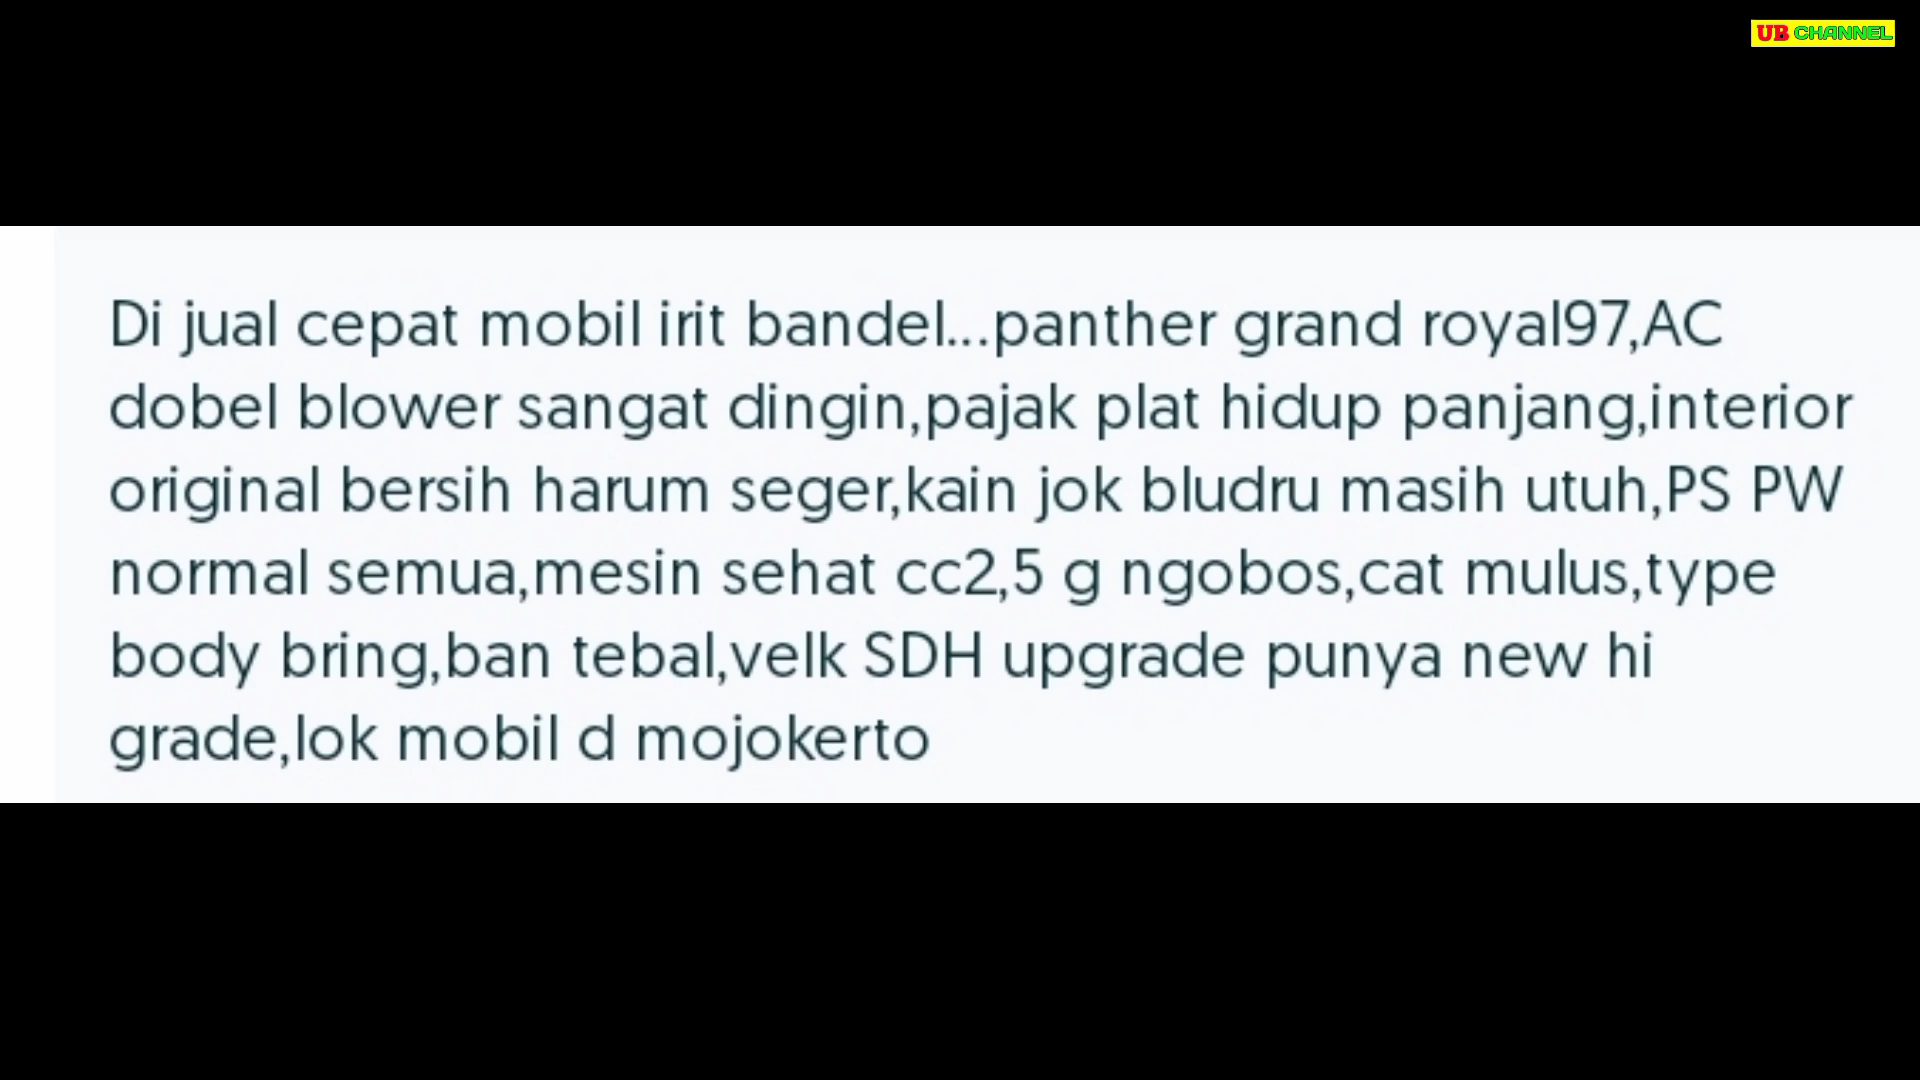 UB CHANNEL
Di jual cepat mobil irit bandel...panther grand royal97,AC
dobel blower sangat dingin,pajak plat hidup panjang,interior
original bersih harum seger,kain jok bludru masih utuh,PS PW
normal semua,mesin sehat cc2,5 g ngobos,cat mulus,type
body bring,ban tebal,velk SDH upgrade punya new hi
grade,lok mobil d mojokerto